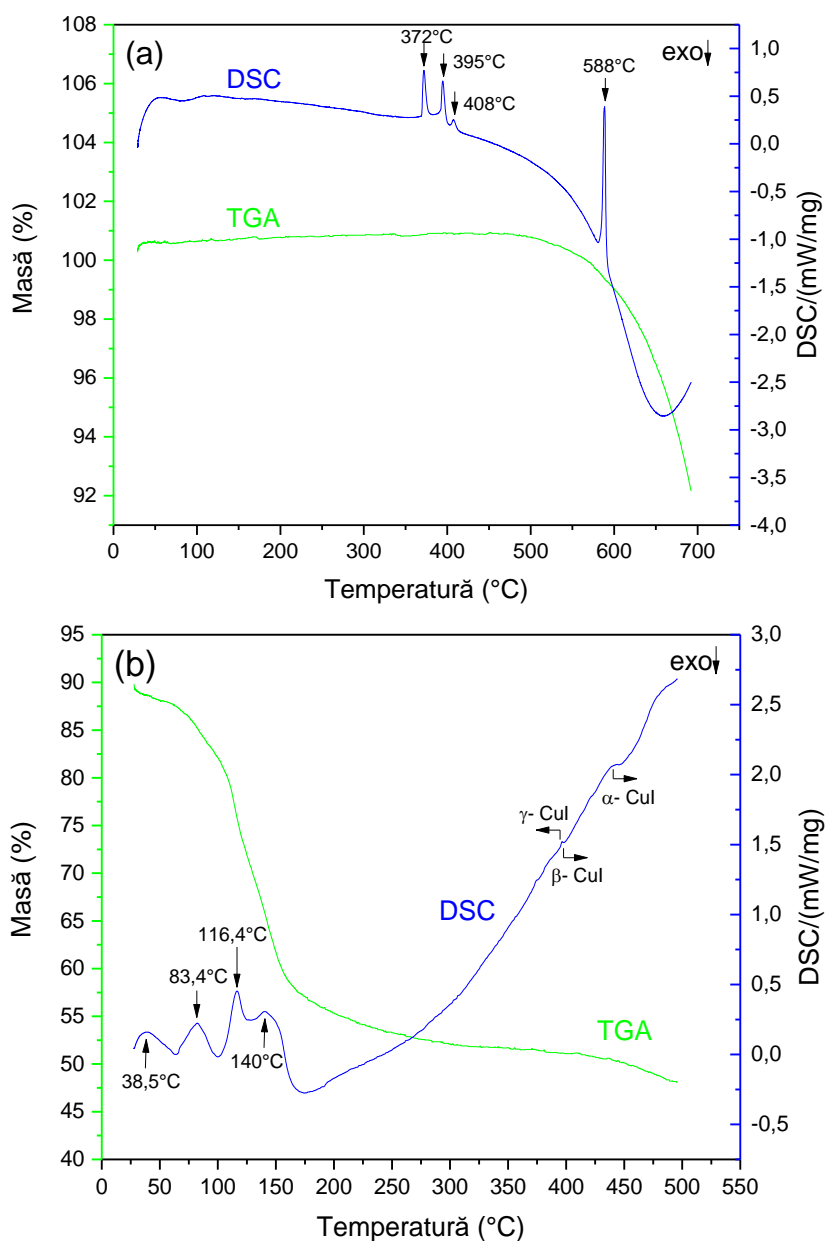 (a)
exo
372°C
395°C
408°C
588°C
DSC
TGA
108
106
104
102
100
98
96
94
92
Masă (%)
1,0
0,5
0,0
-0,5
-1,0
-1,5
-2,0
-2,5
-3,0
-3,5
-4,0
DSC/(mW/mg)
0 100 200 300 400 500 600 700
Temperatură (°C)
(b)
exo
α- CuI
γ- CuI
β- CuI
DSC
116,4°C
83,4°C
TGA
140°C
38,5°C
95
90
85
80
75
70
65
60
55
50
45
40
Masă (%)
3,0
2,5
2,0
1,5
1,0
0,5
0,0
-0,5
DSC/(mW/mg)
0 50 100 150 200 250 300 350 400 450 500 550
Temperatură (°C)